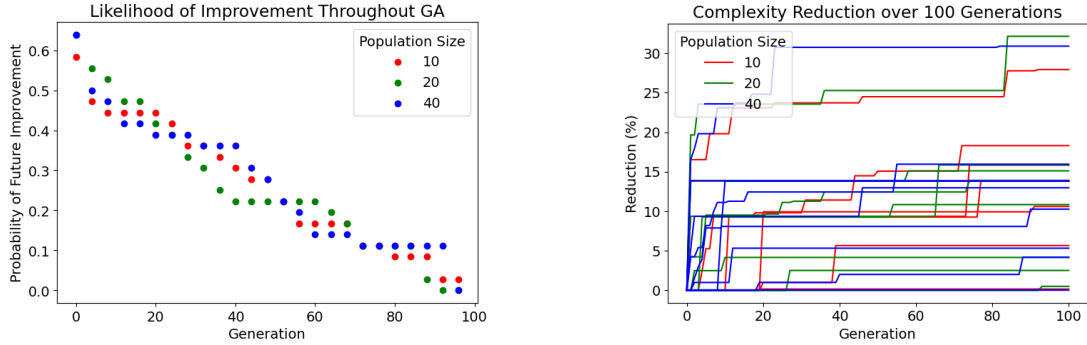 Likelihood of Improvement Throughout GA
Probability of Future Improvement
0.6
0.5
0.4
0.3
0.2
0.1
0.0
Population Size
10
20
40
0 20 40 60 80 100
Generation
Complexity Reduction over 100 Generations
Reduction (%)
30
25
20
15
10
5
0
Population Size
10
20
40
0 20 40 60 80 100
Generation